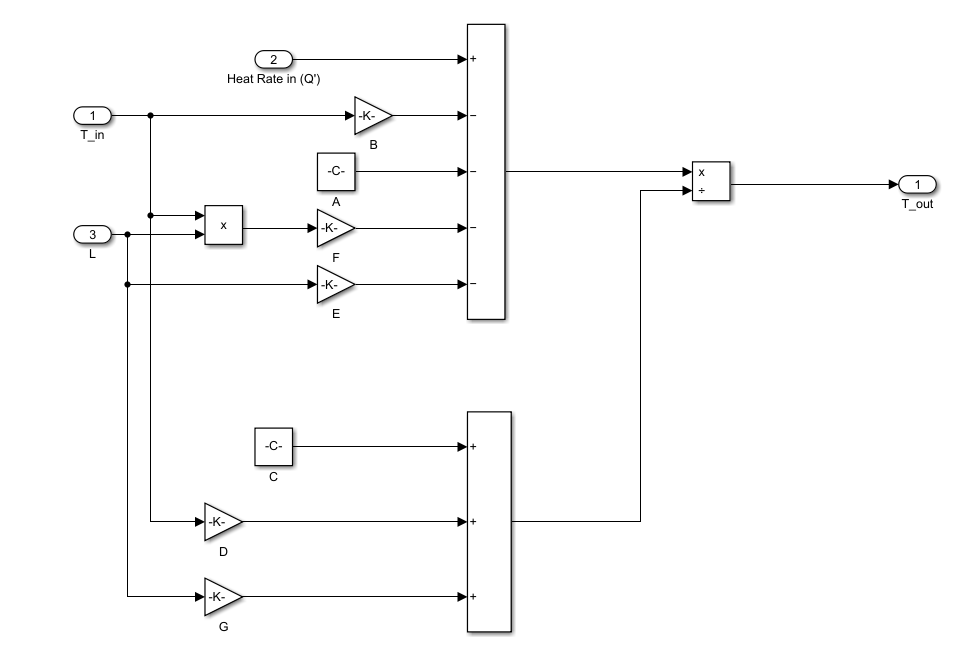 2
Heat Rate in (Q')
+
1
T_in
-K-
B
−
-C-
A
−
x
3
L
-K-
F
−
-K-
E
−
x
÷
1
T_out
-C-
C
+
-K-
D
+
-K-
G
+